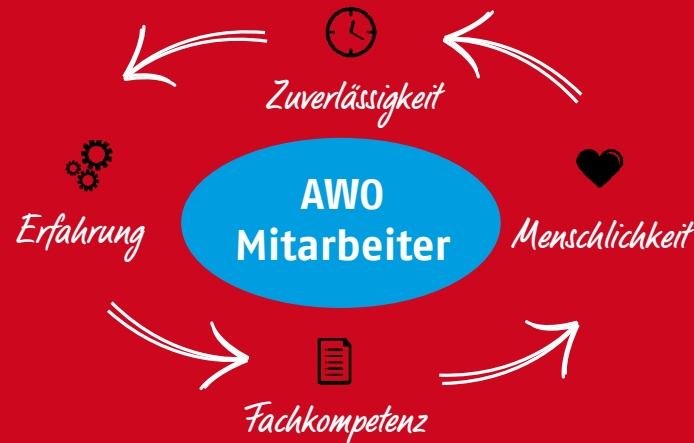 Zuverlässigkeit
AWO
Mitarbeiter
Erfahrung
Menschlichkeit
Fachkompetenz